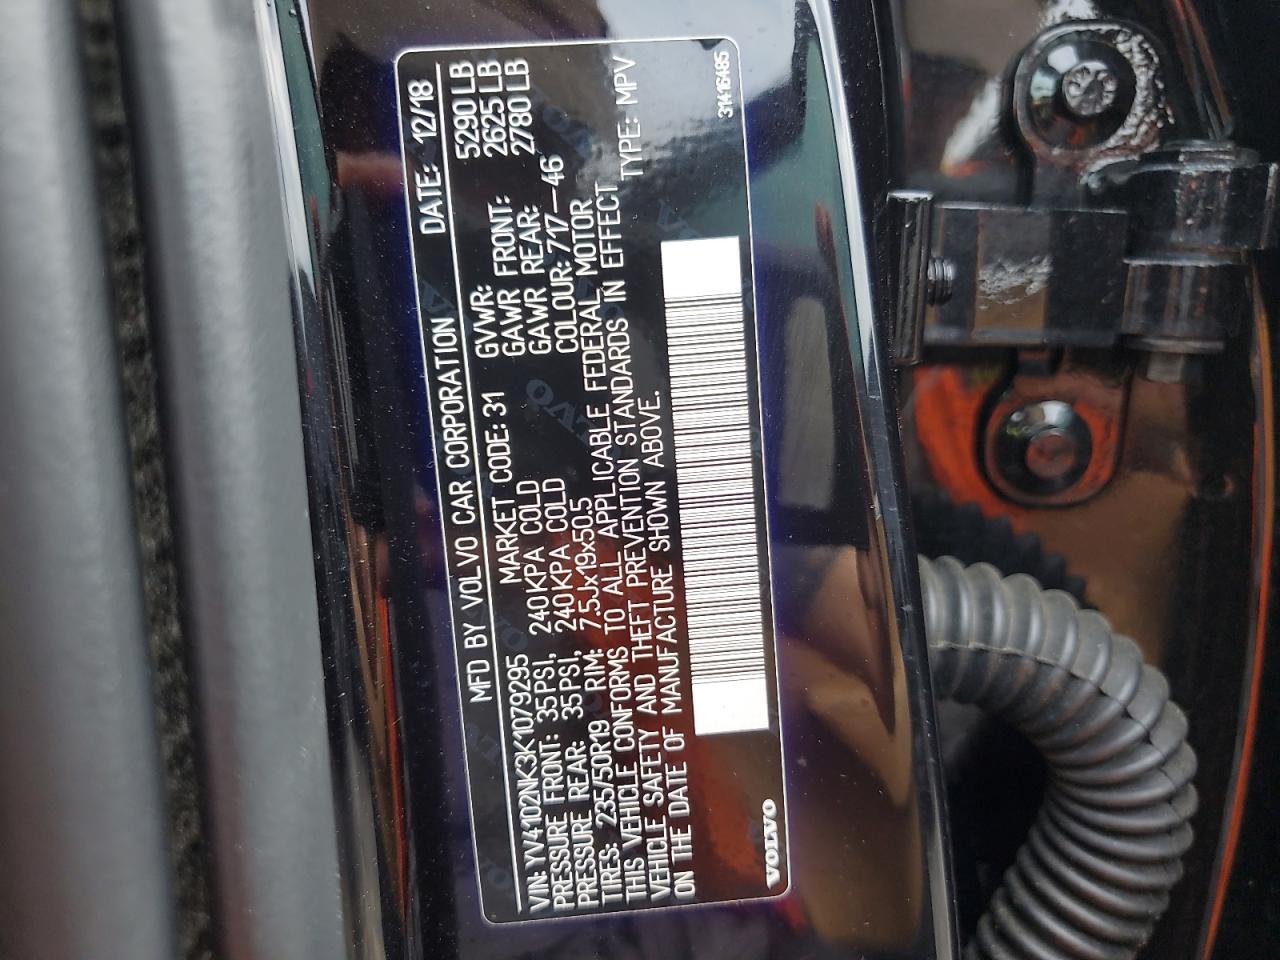 MFD BY VOLVO CAR CORPORATION DATE: 12/18
VIN: YV4102NK3K1079295 MARKET CODE: 31 GVWR: 5290 LB
PRESSURE FRONT: 35PSI, 240KPA COLD GAWR FRONT: 2625 LB
PRESSURE REAR: 35PSI, 240KPA COLD GAWR REAR: 2780 LB
TIRES: 235/50R19 RIM: 7.5Jx19x50.5 COLOUR: 717-46
THIS VEHICLE CONFORMS TO ALL APPLICABLE FEDERAL MOTOR
VEHICLE SAFETY AND THEFT PREVENTION STANDARDS IN EFFECT
ON THE DATE OF MANUFACTURE SHOWN ABOVE. TYPE: MPV
VOLVO 31416485